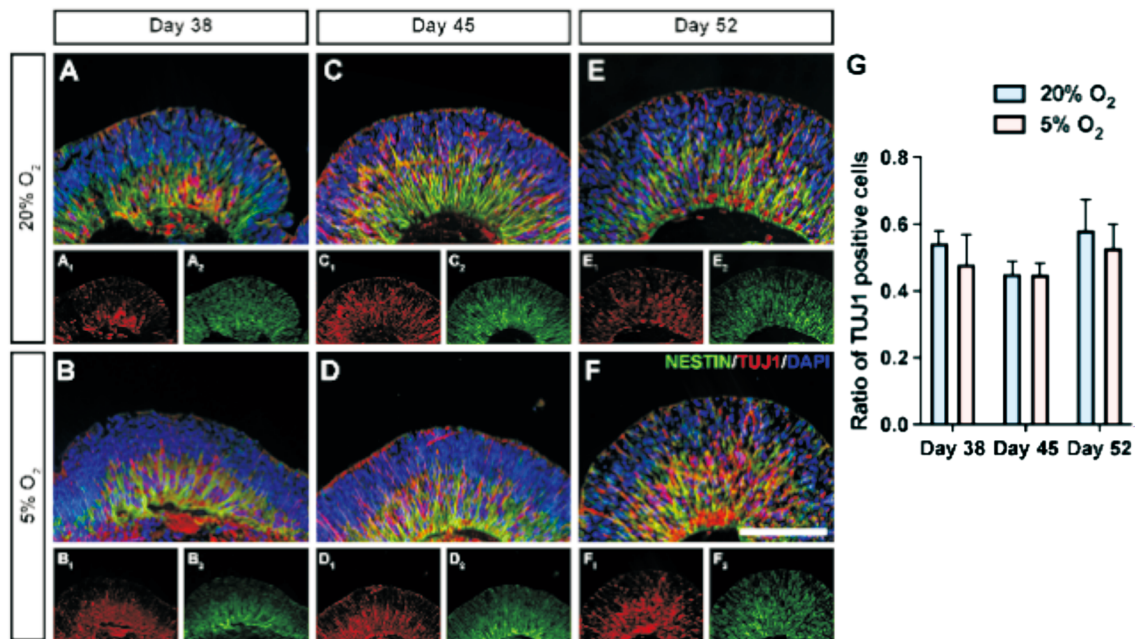 Day 38
Day 45
Day 52
20% O2
A
C
E
A1
A2
C1
C2
E1
E2
5% O2
B
D
F
NESTIN/TUJ1/DAPI
B1
B2
D1
D2
F1
F2
G
20% O2
5% O2
Ratio of TUJ1 positive cells
0.8
0.6
0.4
0.2
0.0
Day 38 Day 45 Day 52